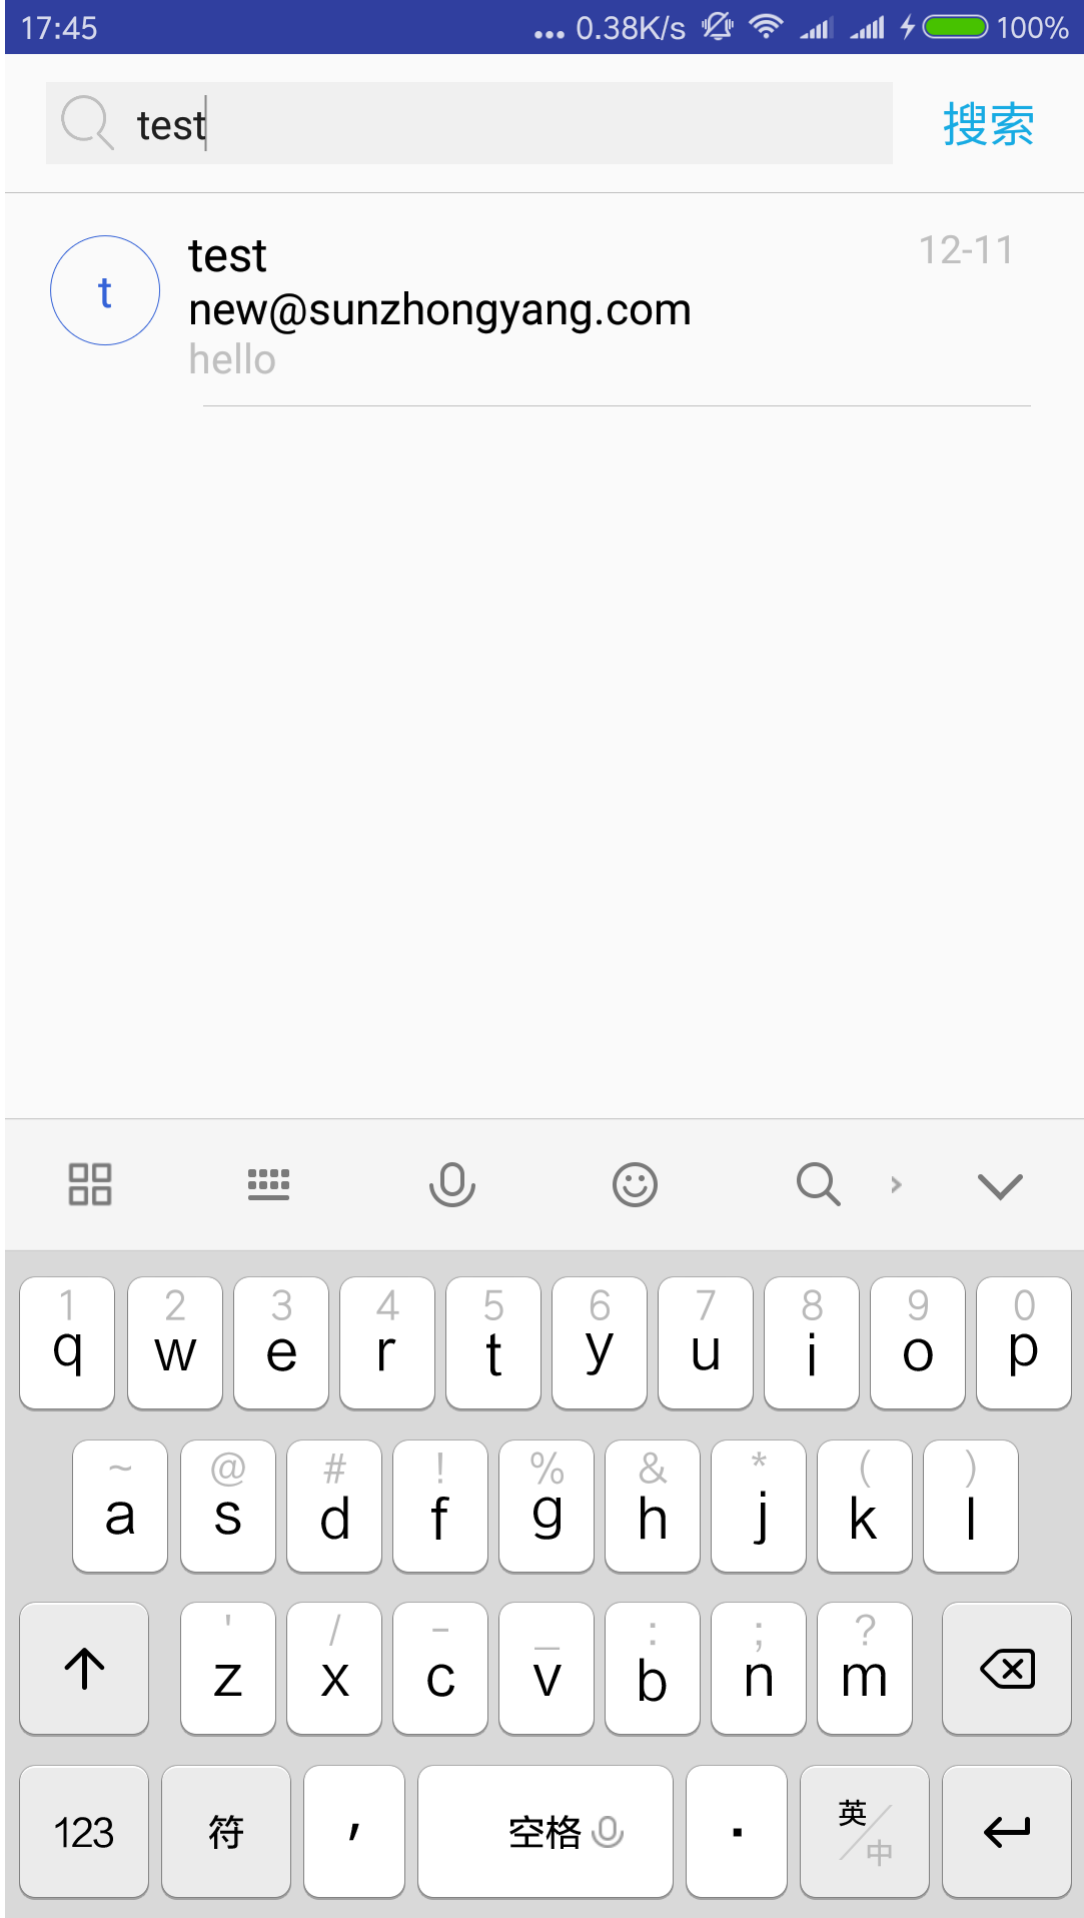 17:45 ... 0.38K/s 100%
test 搜索
t test 12-11
new@sunzhongyang.com
hello
1 2 3 4 5 6 7 8 9 0
q w e r t y u i o p
~ @ # ! % & * ( )
a s d f g h j k l
' / - _ : ; ?
z x c v b n m
123 符 , 空格 . 英/中